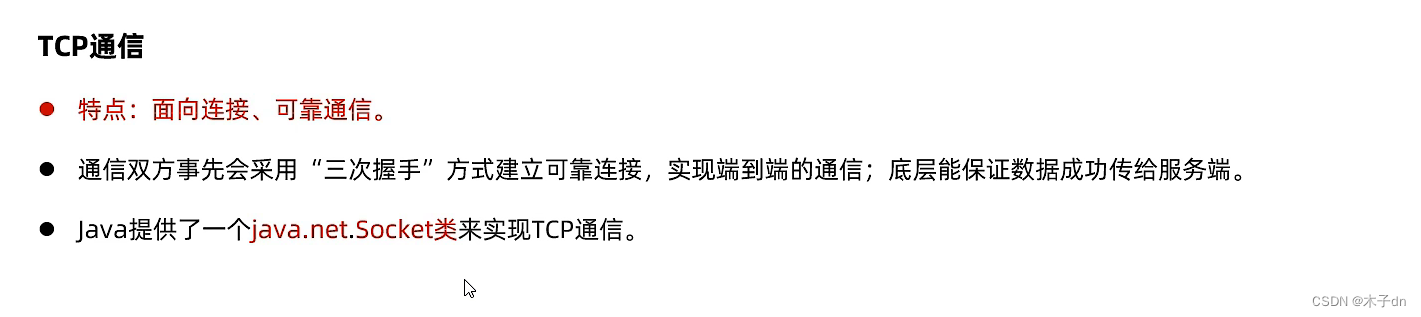 TCP通信
特点：面向连接、可靠通信。
通信双方事先会采用“三次握手”方式建立可靠连接，实现端到端的通信；底层能保证数据成功传给服务端。
Java提供了一个java.net.Socket类来实现TCP通信。
CSDN @木子dn